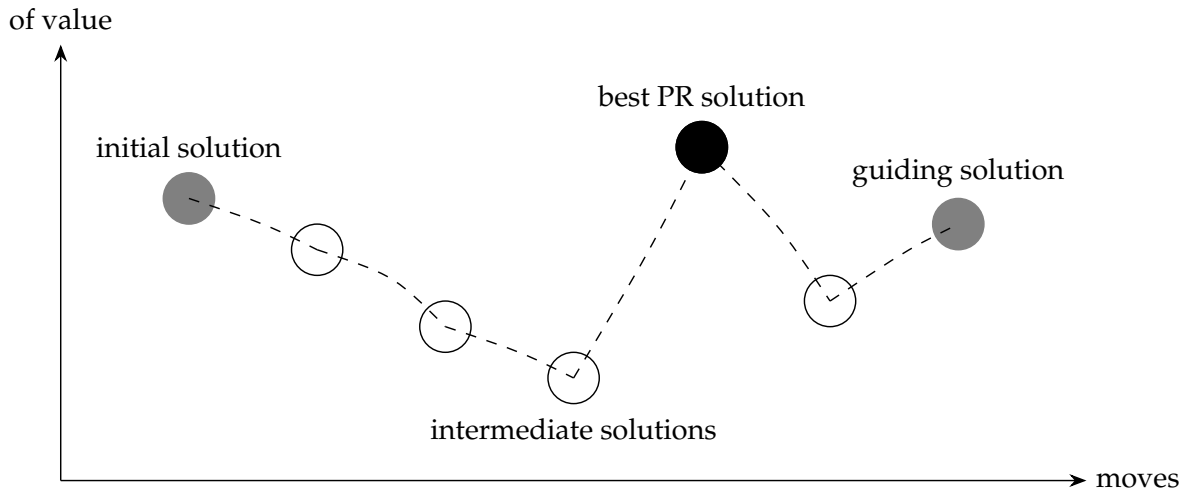 of value
best PR solution
initial solution
guiding solution
intermediate solutions
moves